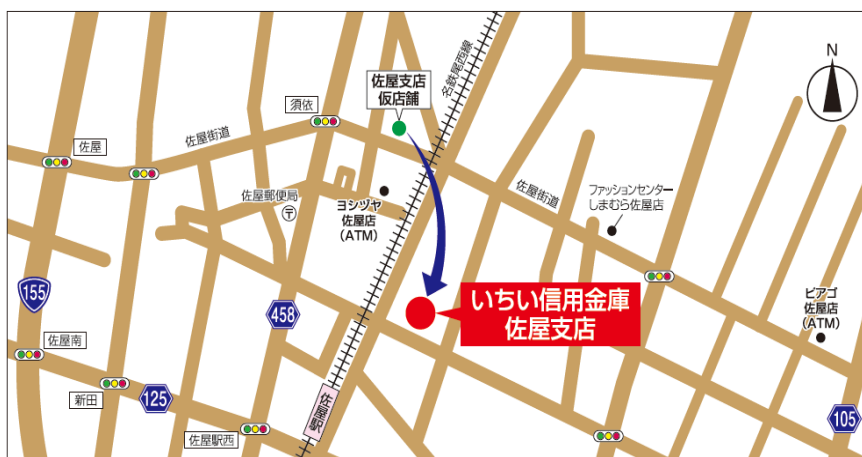 佐屋支店
仮店舗
名鉄尾西線
N
須依
佐屋街道
佐屋
佐屋郵便局
〒
ヨシヅヤ
佐屋店
(ATM)
佐屋街道
ファッションセンター
しまむら佐屋店
155
458
いちい信用金庫
佐屋支店
ピアゴ
佐屋店
(ATM)
佐屋南
新田
125
佐屋駅西
佐屋駅
105